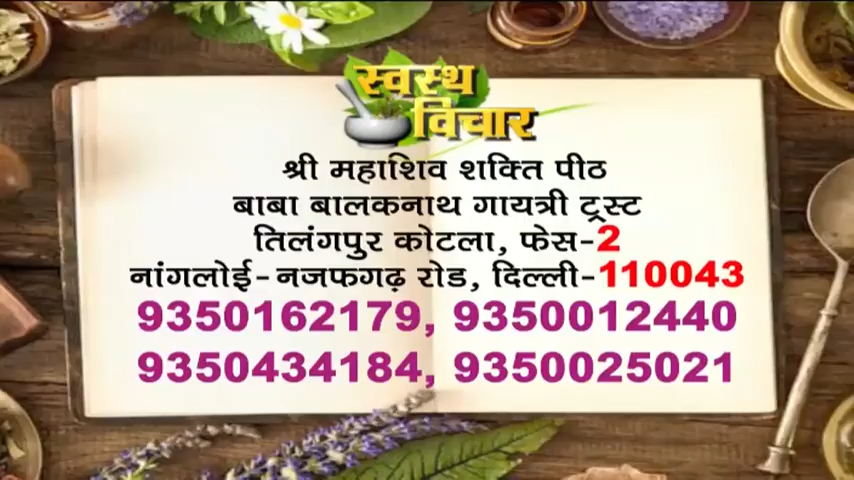 स्वस्थ
विचार
श्री महाशिव शक्ति पीठ
बाबा बालकनाथ गायत्री ट्रस्ट
तिलंगपुर कोटला, फेस-2
नांगलोई-नजफगढ़ रोड, दिल्ली-110043
9350162179, 9350012440
9350434184, 9350025021